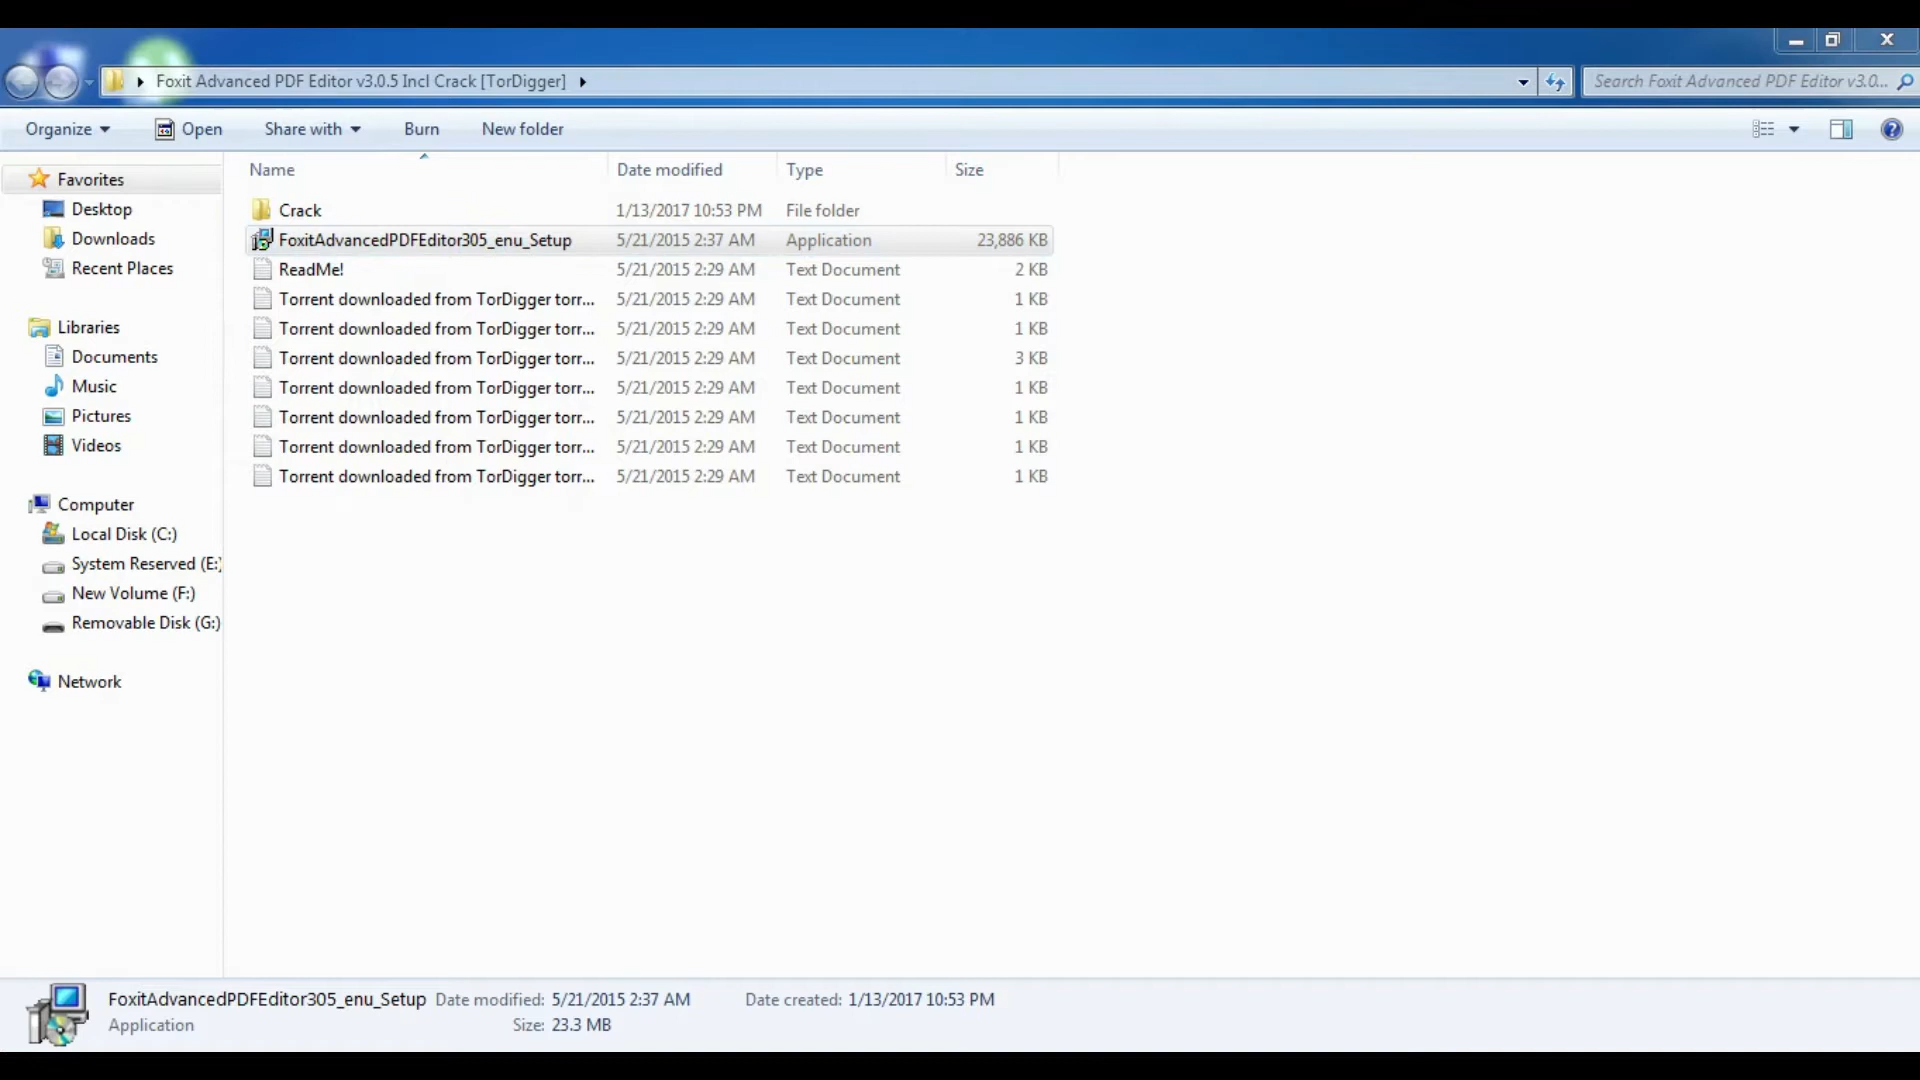 Foxit Advanced PDF Editor v3.0.5 Incl Crack [TorDigger]
Search Foxit Advanced PDF Editor v3.0...
Organize Open Share with Burn New folder
Name Date modified Type Size
Favorites
Desktop
Downloads
Recent Places
Libraries
Documents
Music
Pictures
Videos
Computer
Local Disk (C:)
System Reserved (E:)
New Volume (F:)
Removable Disk (G:)
Network
Crack 1/13/2017 10:53 PM File folder
FoxitAdvancedPDFEditor305_enu_Setup 5/21/2015 2:37 AM Application 23,886 KB
ReadMe! 5/21/2015 2:29 AM Text Document 2 KB
Torrent downloaded from TorDigger torr... 5/21/2015 2:29 AM Text Document 1 KB
Torrent downloaded from TorDigger torr... 5/21/2015 2:29 AM Text Document 1 KB
Torrent downloaded from TorDigger torr... 5/21/2015 2:29 AM Text Document 3 KB
Torrent downloaded from TorDigger torr... 5/21/2015 2:29 AM Text Document 1 KB
Torrent downloaded from TorDigger torr... 5/21/2015 2:29 AM Text Document 1 KB
Torrent downloaded from TorDigger torr... 5/21/2015 2:29 AM Text Document 1 KB
Torrent downloaded from TorDigger torr... 5/21/2015 2:29 AM Text Document 1 KB
FoxitAdvancedPDFEditor305_enu_Setup Date modified: 5/21/2015 2:37 AM Date created: 1/13/2017 10:53 PM
Application Size: 23.3 MB